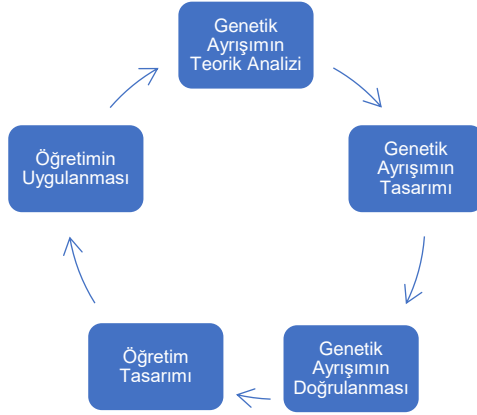 Genetik
Ayrışımın
Teorik Analizi
Genetik
Ayrışımın
Tasarımı
Genetik
Ayrışımın
Doğrulanması
Öğretim
Tasarımı
Öğretimin
Uygulanması